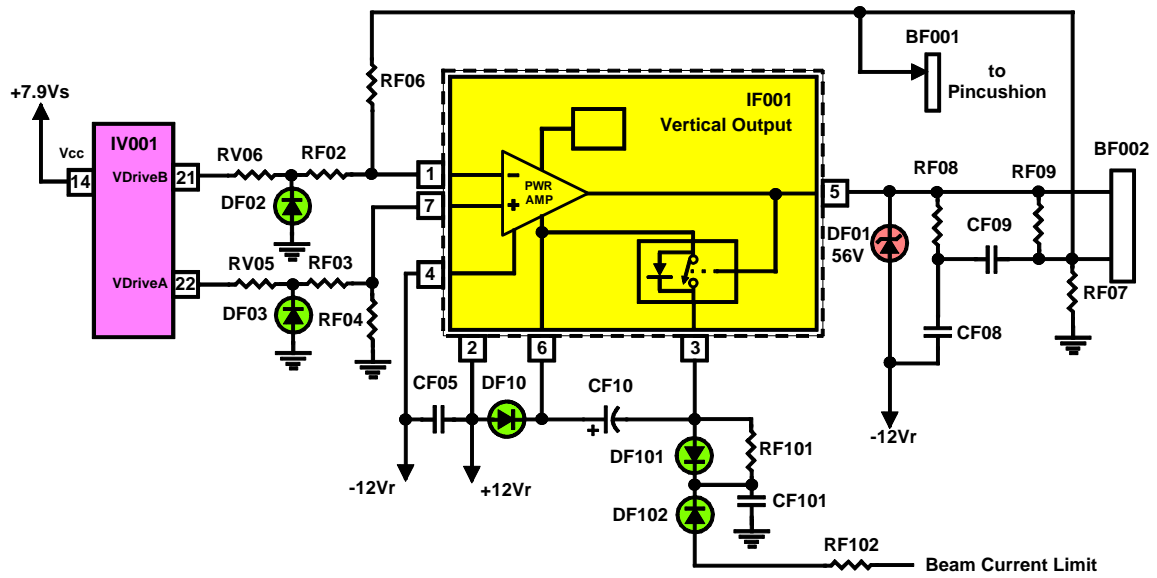 BF001
to
Pincushion
+7.9Vs
RF06
IF001
Vertical Output
IV001
Vcc
14
VDriveB
21
RV06
RF02
1
DF02
7
PWR
AMP
5
RF08
RF09
BF002
DF01
56V
CF09
VDriveA
22
RV05
RF03
4
DF03
RF04
RF07
CF08
2
6
3
CF05
DF10
CF10
+
-12Vr
+12Vr
-12Vr
DF101
RF101
DF102
CF101
RF102
Beam Current Limit